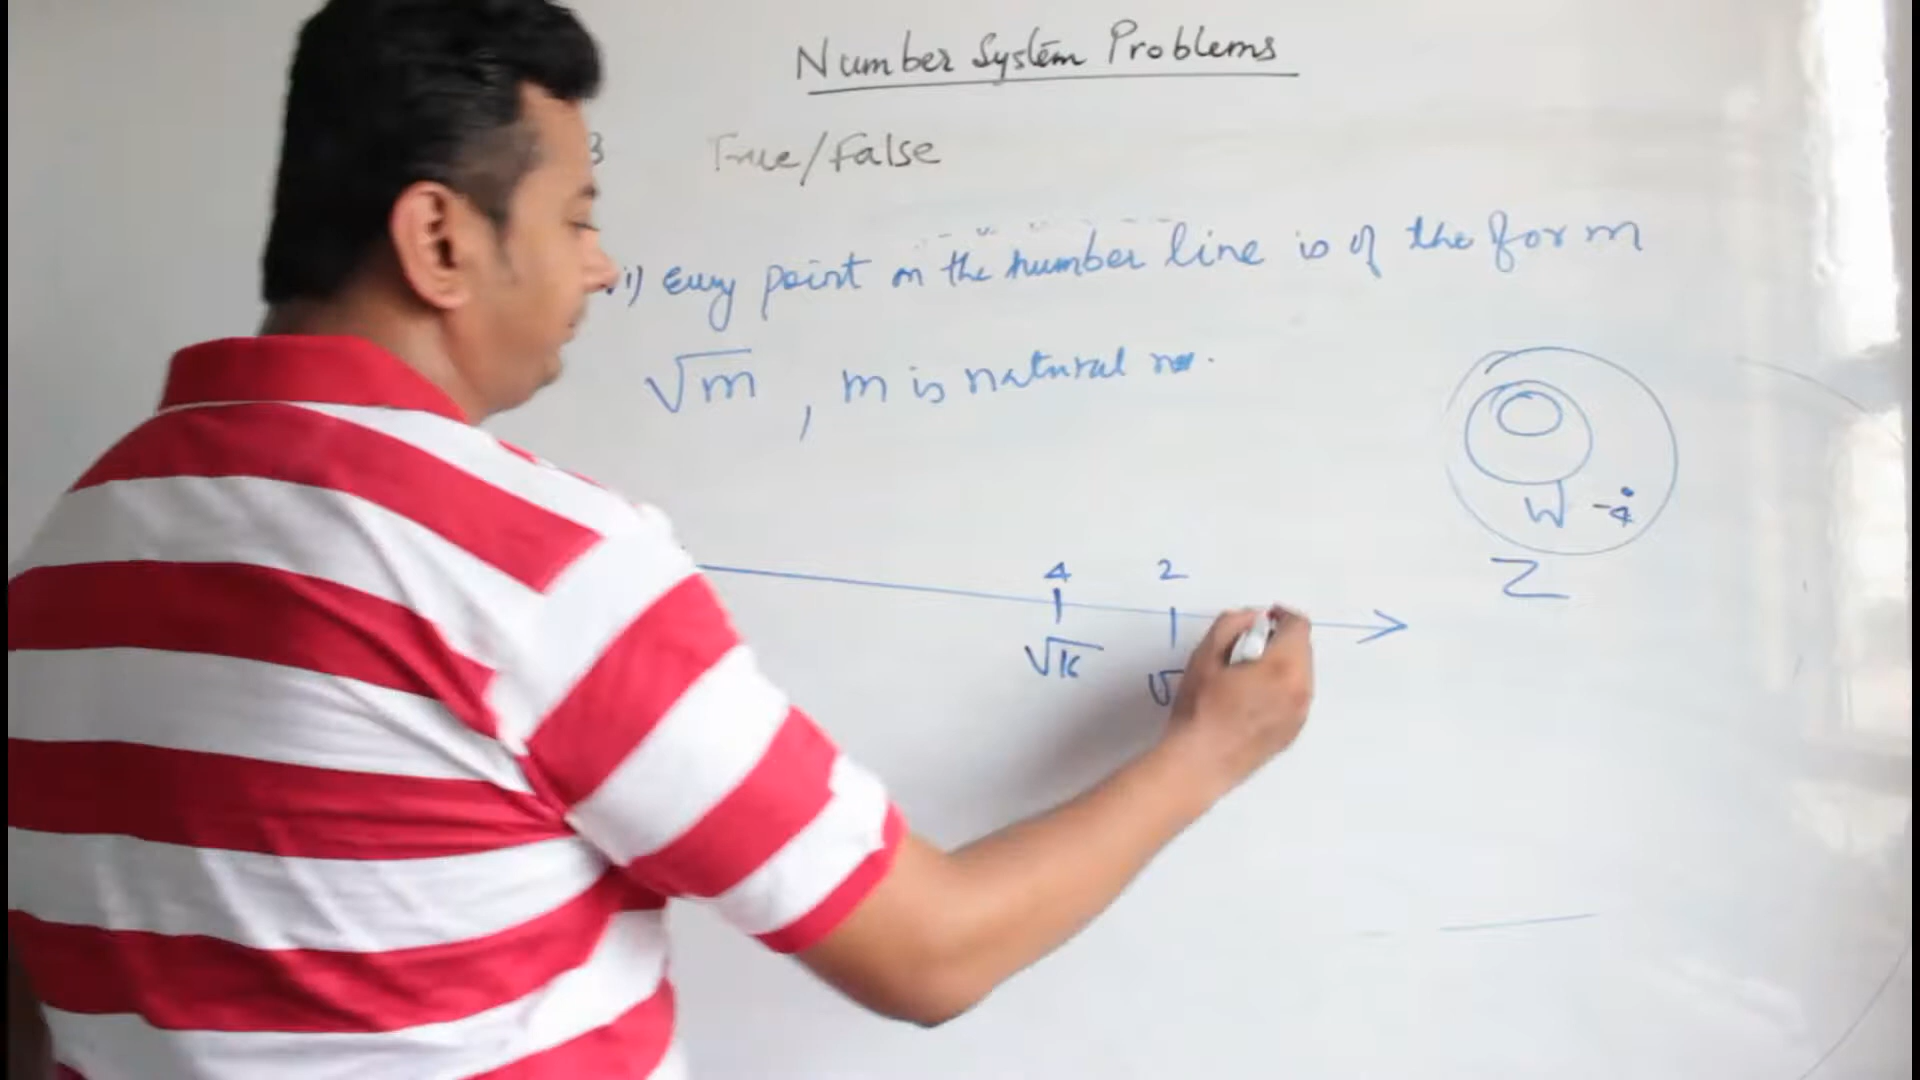 Number System Problems
3 True/False
i) Every point on the number line is of the form
√m , m is natural no.
4 2
√16 √
W -4
Z